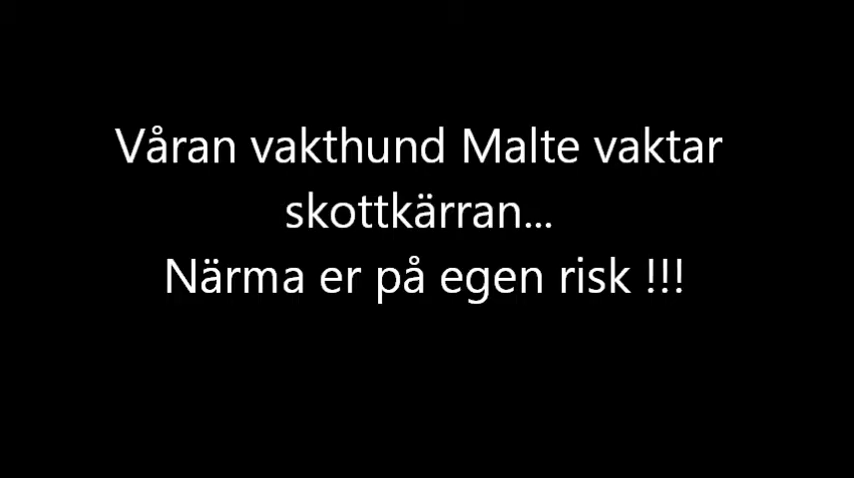 Våran vakthund Malte vaktar
skottkärran...
Närma er på egen risk !!!